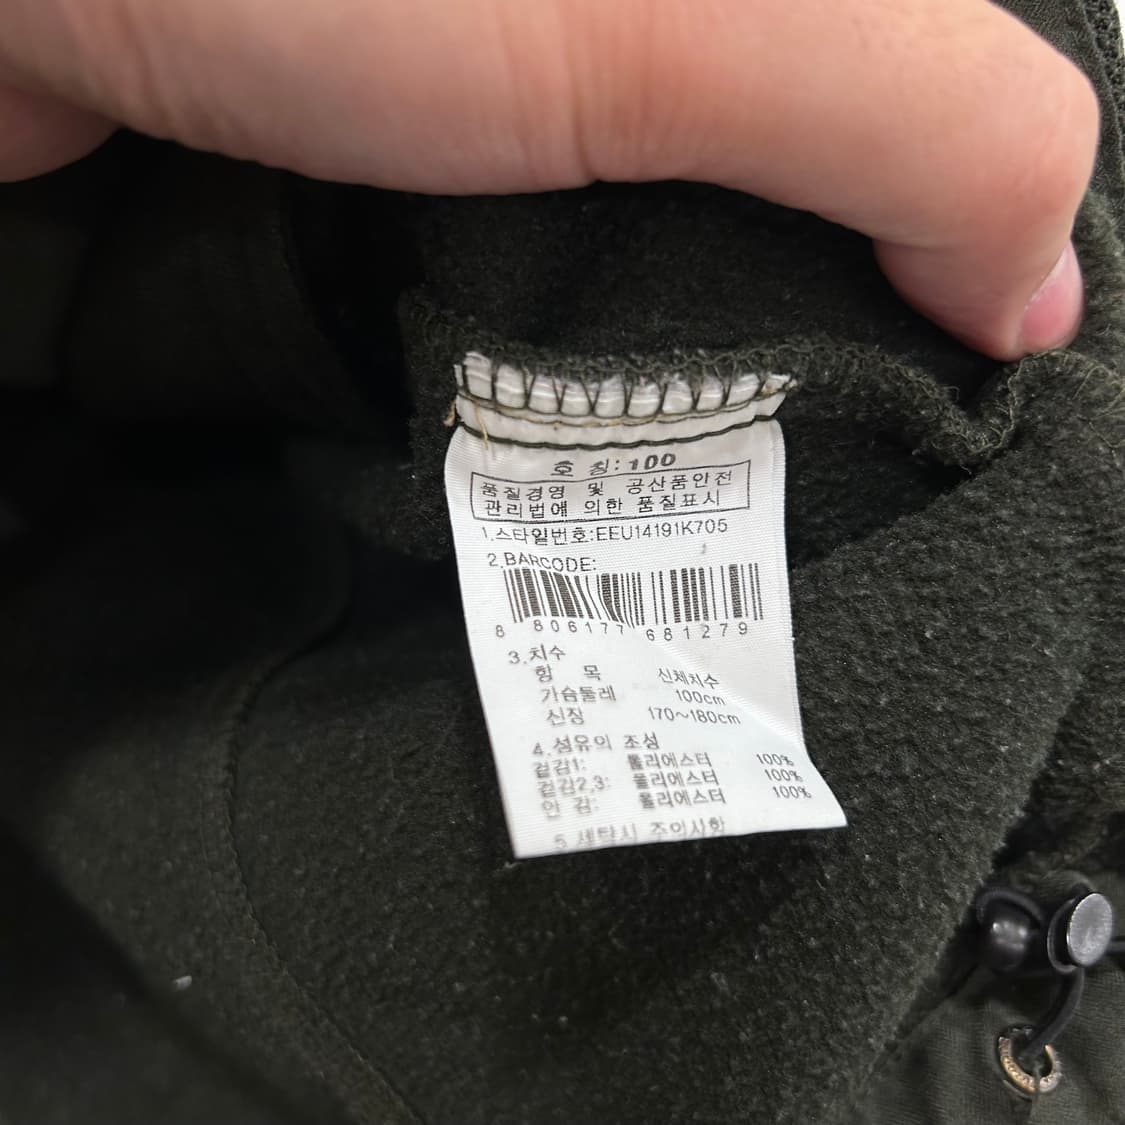 호 칭: 100
품질경영 및 공산품안전
관리법에 의한 품질표시
1.스타일번호:EEU14191K705
2.BARCODE:
8 806177 681279
3.치수
항 목 신체치수
가슴둘레 100cm
신장 170~180cm
4.섬유의 조성
겉감1: 폴리에스터 100%
겉감2,3: 폴리에스터 100%
안 감: 폴리에스터 100%
5 세탁시 주의사항